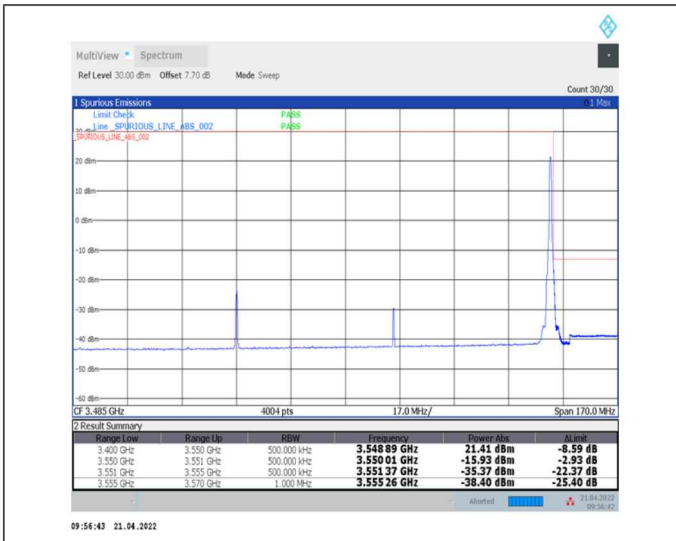 MultiView Spectrum
Ref Level 30.00 dBm Offset 7.70 dB Mode Sweep
Count 30/30
1 Spurious Emissions 1 Max
Limit Check PASS
Line _SPURIOUS_LINE_ABS_002 PASS
30 dBm
_SPURIOUS_LINE_ABS_002
20 dBm
10 dBm
0 dBm
-10 dBm
-20 dBm
-30 dBm
-40 dBm
-50 dBm
-60 dBm
CF 3.485 GHz 4004 pts 17.0 MHz/ Span 170.0 MHz
2 Result Summary
Range Low Range Up RBW Frequency Power Abs ΔLimit
3.400 GHz 3.550 GHz 500.000 kHz 3.548 89 GHz 21.41 dBm -8.59 dB
3.550 GHz 3.551 GHz 500.000 kHz 3.550 01 GHz -15.93 dBm -2.93 dB
3.551 GHz 3.555 GHz 500.000 kHz 3.551 37 GHz -35.37 dBm -22.37 dB
3.555 GHz 3.570 GHz 1.000 MHz 3.555 26 GHz -38.40 dBm -25.40 dB
Aborted 21.04.2022
09:56:42
09:56:43 21.04.2022